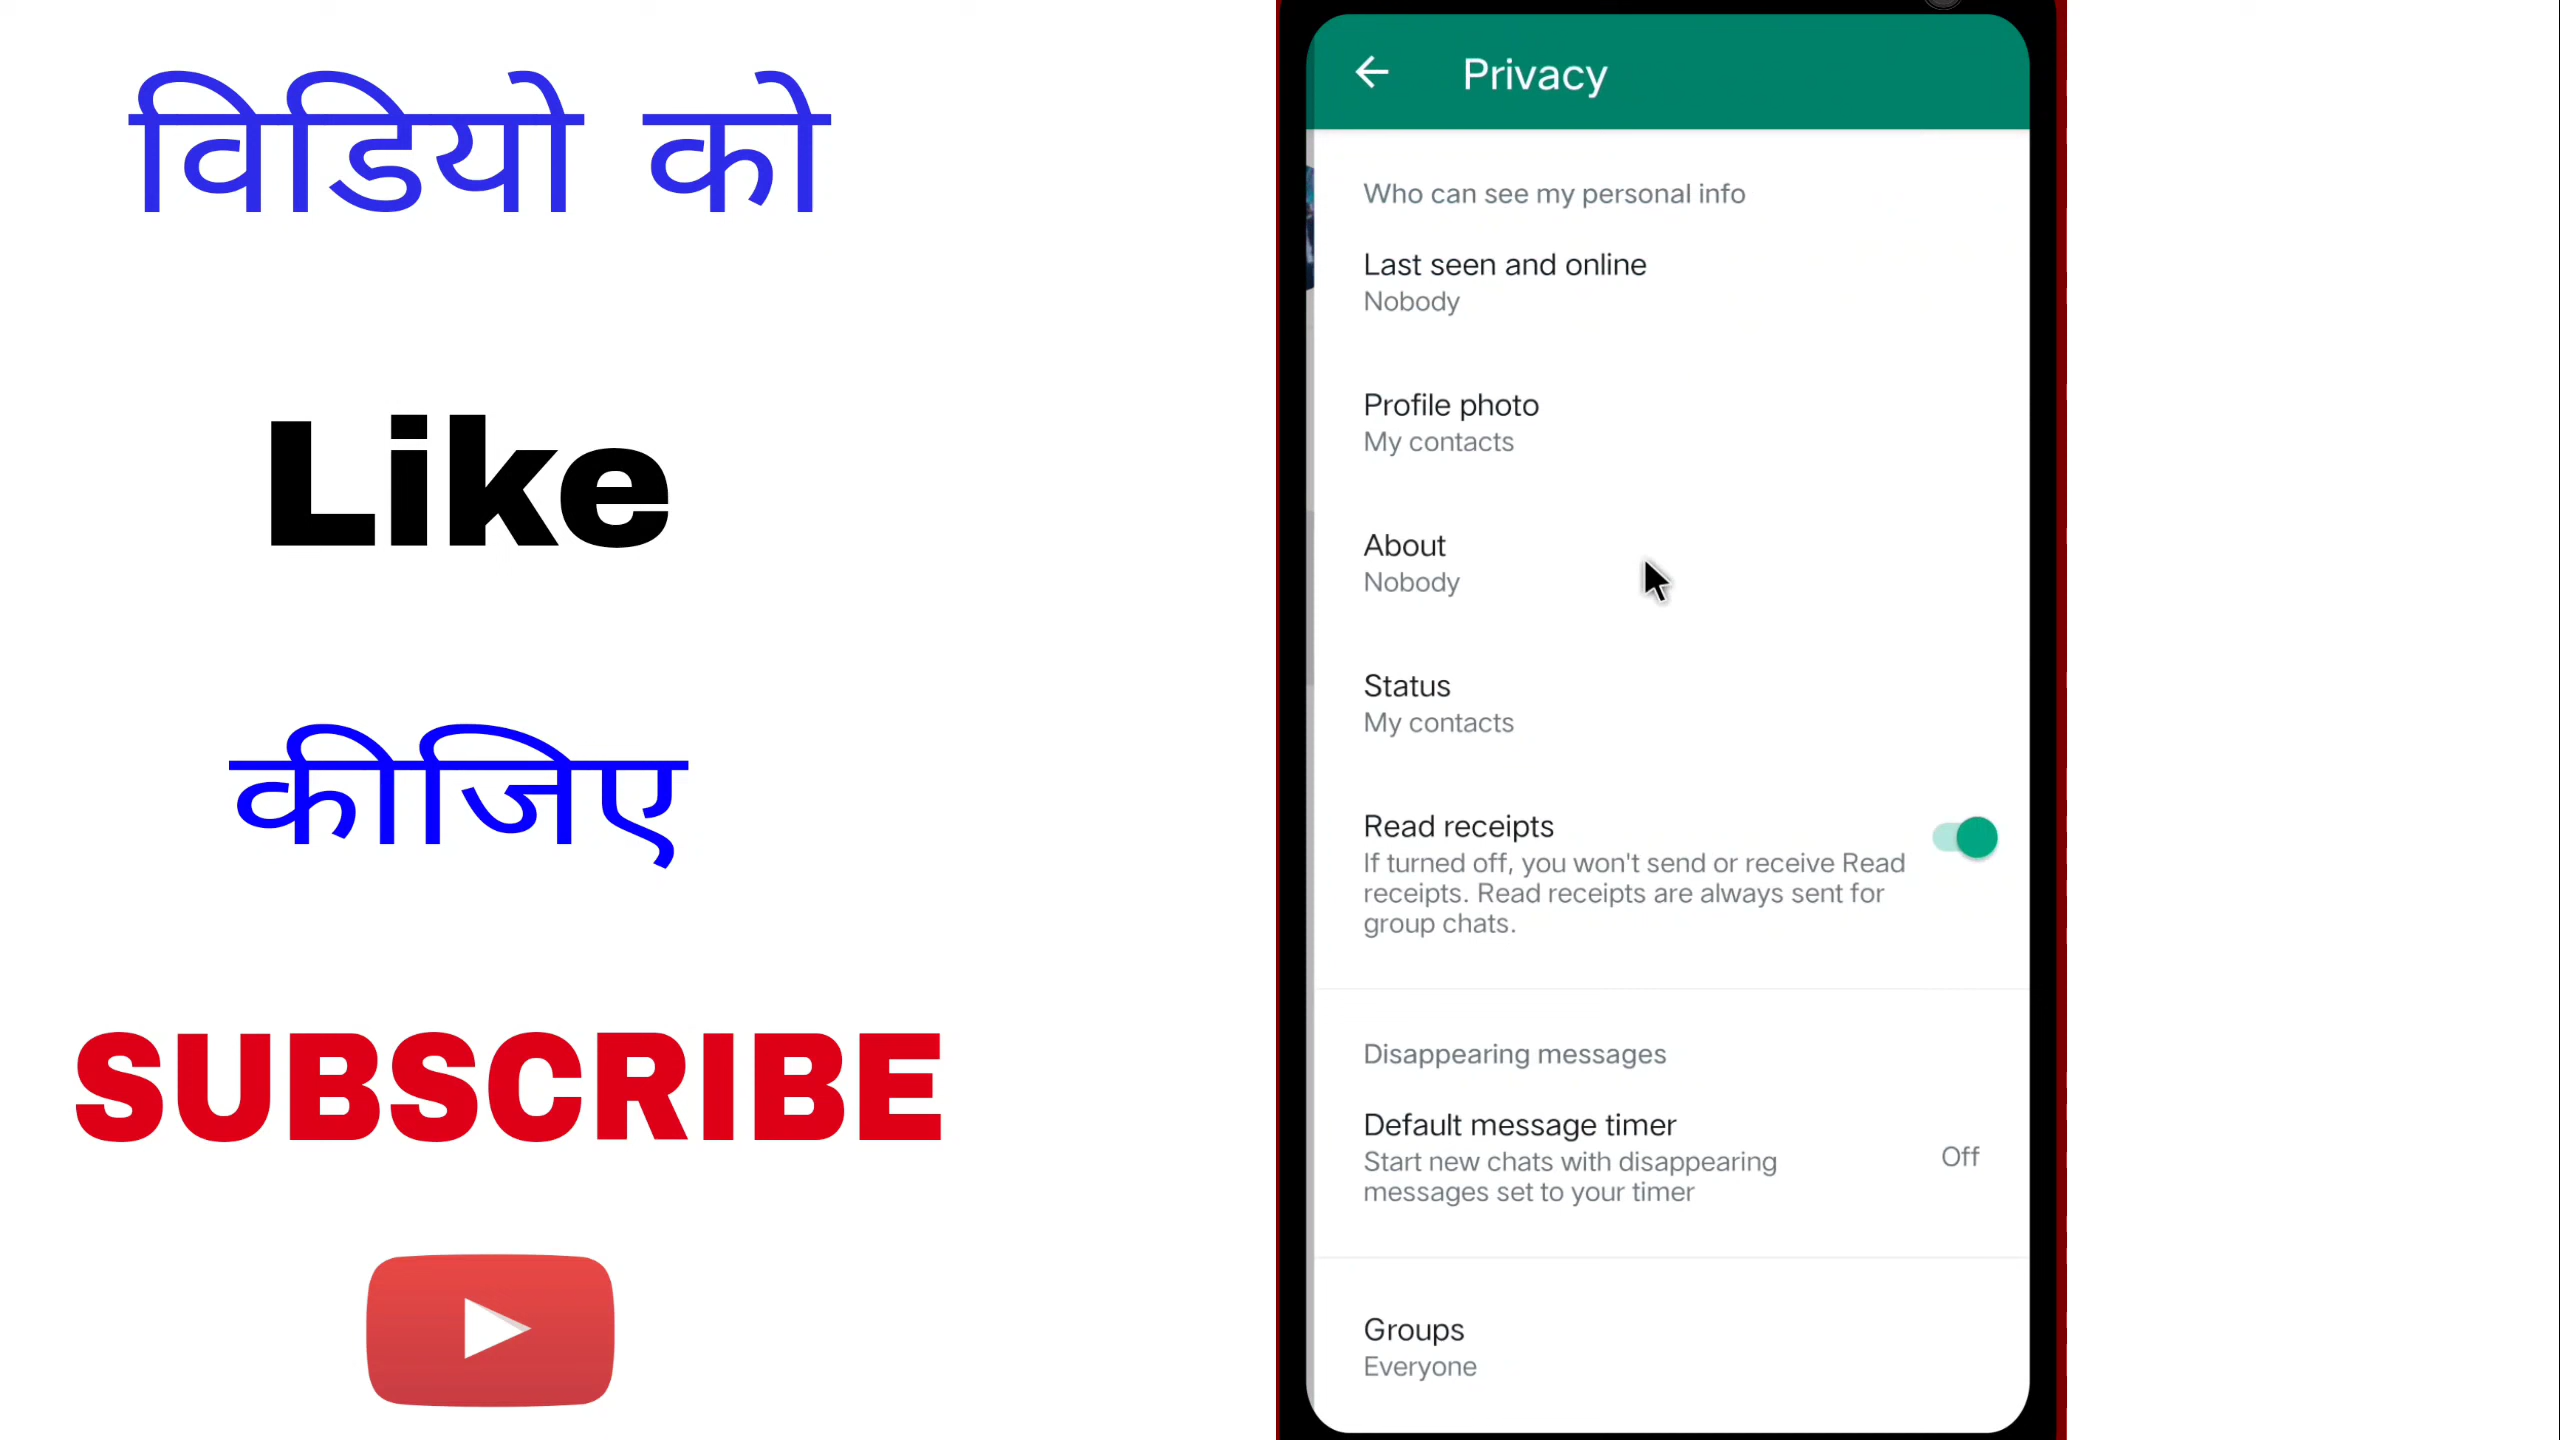 विडियो को
Like
कीजिए
SUBSCRIBE
Privacy
Who can see my personal info
Last seen and online
Nobody
Profile photo
My contacts
About
Nobody
Status
My contacts
Read receipts
If turned off, you won't send or receive Read
receipts. Read receipts are always sent for
group chats.
Disappearing messages
Default message timer
Start new chats with disappearing
messages set to your timer
Off
Groups
Everyone